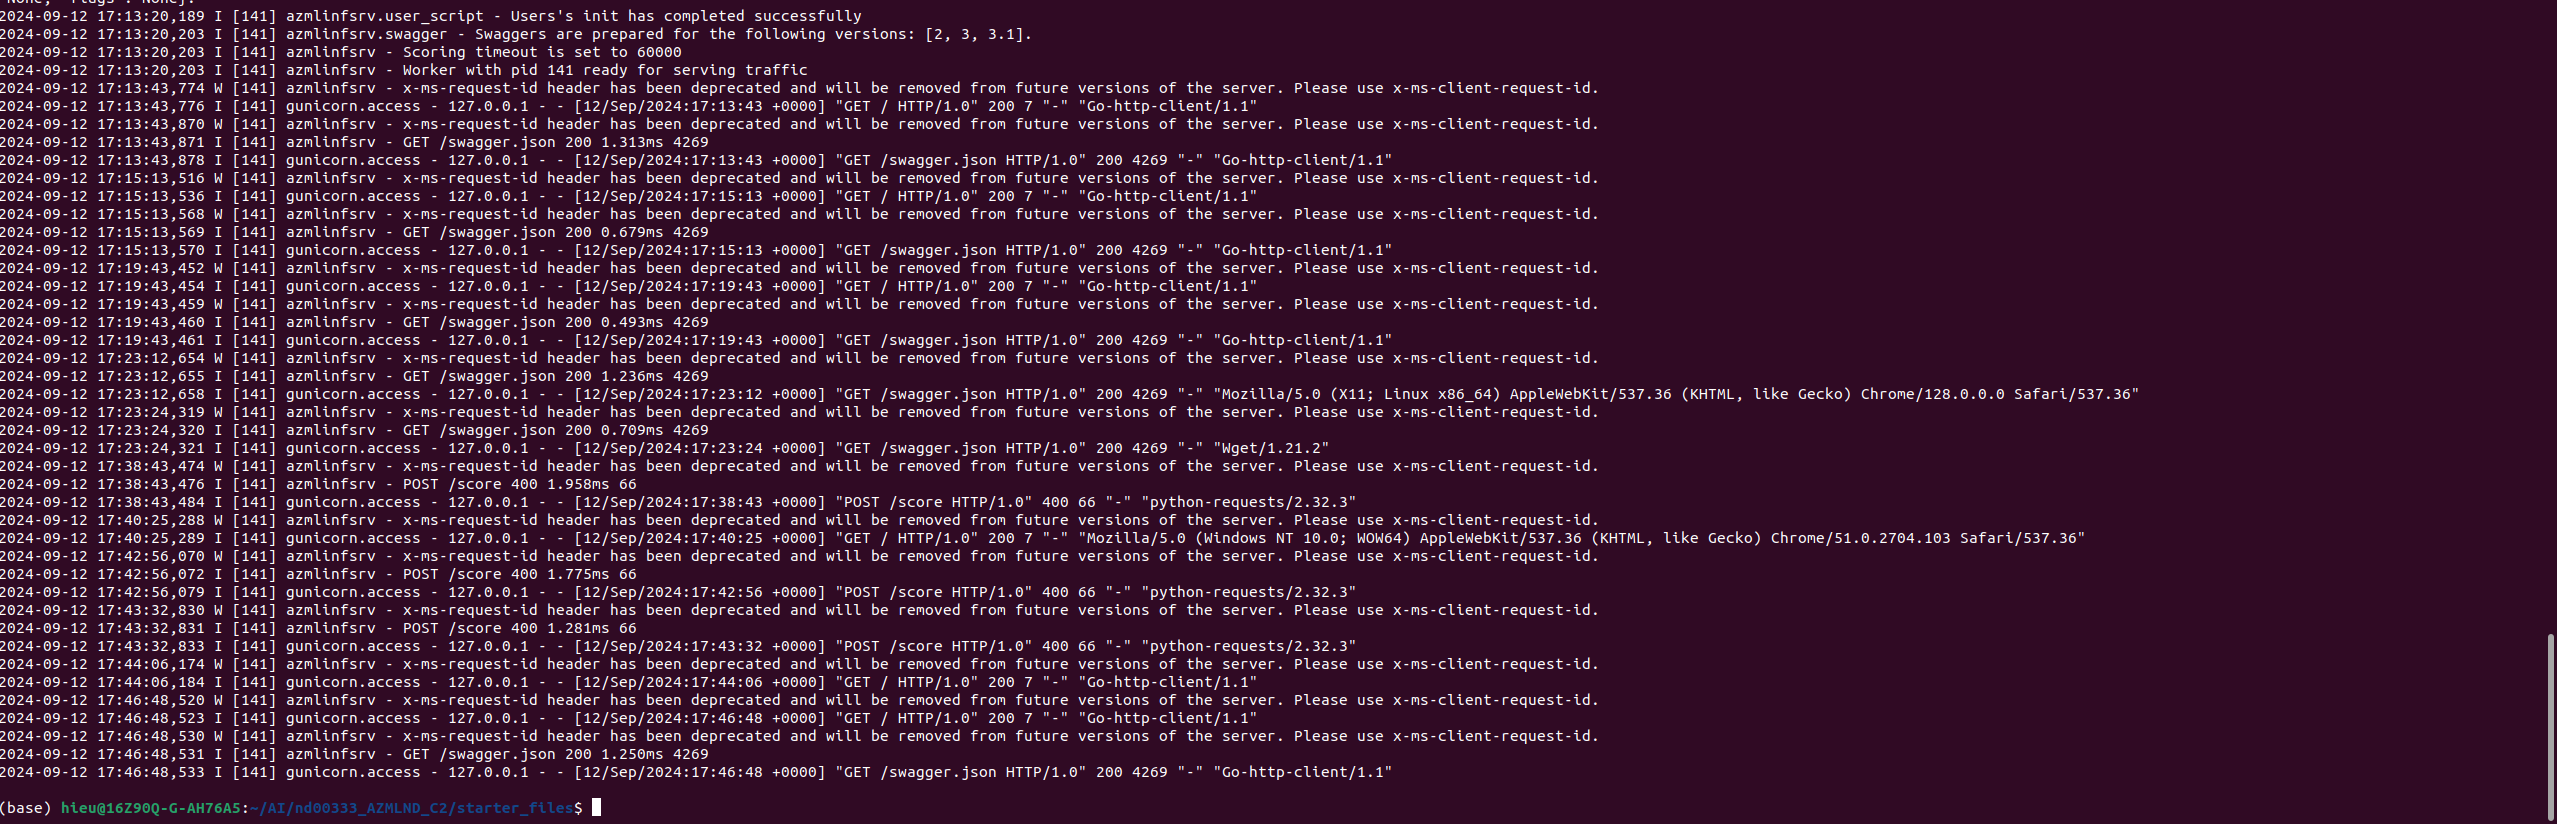 "None, "flags": None}.
2024-09-12 17:13:20,189 I [141] azmlinfsrv.user_script - Users's init has completed successfully
2024-09-12 17:13:20,203 I [141] azmlinfsrv.swagger - Swaggers are prepared for the following versions: [2, 3, 3.1].
2024-09-12 17:13:20,203 I [141] azmlinfsrv - Scoring timeout is set to 60000
2024-09-12 17:13:20,203 I [141] azmlinfsrv - Worker with pid 141 ready for serving traffic
2024-09-12 17:13:43,774 W [141] azmlinfsrv - x-ms-request-id header has been deprecated and will be removed from future versions of the server. Please use x-ms-client-request-id.
2024-09-12 17:13:43,776 I [141] gunicorn.access - 127.0.0.1 - - [12/Sep/2024:17:13:43 +0000] "GET / HTTP/1.0" 200 7 "-" "Go-http-client/1.1"
2024-09-12 17:13:43,870 W [141] azmlinfsrv - x-ms-request-id header has been deprecated and will be removed from future versions of the server. Please use x-ms-client-request-id.
2024-09-12 17:13:43,871 I [141] azmlinfsrv - GET /swagger.json 200 1.313ms 4269
2024-09-12 17:13:43,878 I [141] gunicorn.access - 127.0.0.1 - - [12/Sep/2024:17:13:43 +0000] "GET /swagger.json HTTP/1.0" 200 4269 "-" "Go-http-client/1.1"
2024-09-12 17:15:13,516 W [141] azmlinfsrv - x-ms-request-id header has been deprecated and will be removed from future versions of the server. Please use x-ms-client-request-id.
2024-09-12 17:15:13,536 I [141] gunicorn.access - 127.0.0.1 - - [12/Sep/2024:17:15:13 +0000] "GET / HTTP/1.0" 200 7 "-" "Go-http-client/1.1"
2024-09-12 17:15:13,568 W [141] azmlinfsrv - x-ms-request-id header has been deprecated and will be removed from future versions of the server. Please use x-ms-client-request-id.
2024-09-12 17:15:13,569 I [141] azmlinfsrv - GET /swagger.json 200 0.679ms 4269
2024-09-12 17:15:13,570 I [141] gunicorn.access - 127.0.0.1 - - [12/Sep/2024:17:15:13 +0000] "GET /swagger.json HTTP/1.0" 200 4269 "-" "Go-http-client/1.1"
2024-09-12 17:19:43,452 W [141] azmlinfsrv - x-ms-request-id header has been deprecated and will be removed from future versions of the server. Please use x-ms-client-request-id.
2024-09-12 17:19:43,454 I [141] gunicorn.access - 127.0.0.1 - - [12/Sep/2024:17:19:43 +0000] "GET / HTTP/1.0" 200 7 "-" "Go-http-client/1.1"
2024-09-12 17:19:43,459 W [141] azmlinfsrv - x-ms-request-id header has been deprecated and will be removed from future versions of the server. Please use x-ms-client-request-id.
2024-09-12 17:19:43,460 I [141] azmlinfsrv - GET /swagger.json 200 0.493ms 4269
2024-09-12 17:19:43,461 I [141] gunicorn.access - 127.0.0.1 - - [12/Sep/2024:17:19:43 +0000] "GET /swagger.json HTTP/1.0" 200 4269 "-" "Go-http-client/1.1"
2024-09-12 17:23:12,654 W [141] azmlinfsrv - x-ms-request-id header has been deprecated and will be removed from future versions of the server. Please use x-ms-client-request-id.
2024-09-12 17:23:12,655 I [141] azmlinfsrv - GET /swagger.json 200 1.236ms 4269
2024-09-12 17:23:12,658 I [141] gunicorn.access - 127.0.0.1 - - [12/Sep/2024:17:23:12 +0000] "GET /swagger.json HTTP/1.0" 200 4269 "-" "Mozilla/5.0 (X11; Linux x86_64) AppleWebKit/537.36 (KHTML, like Gecko) Chrome/128.0.0.0 Safari/537.36"
2024-09-12 17:23:24,319 W [141] azmlinfsrv - x-ms-request-id header has been deprecated and will be removed from future versions of the server. Please use x-ms-client-request-id.
2024-09-12 17:23:24,320 I [141] azmlinfsrv - GET /swagger.json 200 0.709ms 4269
2024-09-12 17:23:24,321 I [141] gunicorn.access - 127.0.0.1 - - [12/Sep/2024:17:23:24 +0000] "GET /swagger.json HTTP/1.0" 200 4269 "-" "Wget/1.21.2"
2024-09-12 17:38:43,474 W [141] azmlinfsrv - x-ms-request-id header has been deprecated and will be removed from future versions of the server. Please use x-ms-client-request-id.
2024-09-12 17:38:43,476 I [141] azmlinfsrv - POST /score 400 1.958ms 66
2024-09-12 17:38:43,484 I [141] gunicorn.access - 127.0.0.1 - - [12/Sep/2024:17:38:43 +0000] "POST /score HTTP/1.0" 400 66 "-" "python-requests/2.32.3"
2024-09-12 17:40:25,288 W [141] azmlinfsrv - x-ms-request-id header has been deprecated and will be removed from future versions of the server. Please use x-ms-client-request-id.
2024-09-12 17:40:25,289 I [141] gunicorn.access - 127.0.0.1 - - [12/Sep/2024:17:40:25 +0000] "GET / HTTP/1.0" 200 7 "-" "Mozilla/5.0 (Windows NT 10.0; WOW64) AppleWebKit/537.36 (KHTML, like Gecko) Chrome/51.0.2704.103 Safari/537.36"
2024-09-12 17:42:56,070 W [141] azmlinfsrv - x-ms-request-id header has been deprecated and will be removed from future versions of the server. Please use x-ms-client-request-id.
2024-09-12 17:42:56,072 I [141] azmlinfsrv - POST /score 400 1.775ms 66
2024-09-12 17:42:56,079 I [141] gunicorn.access - 127.0.0.1 - - [12/Sep/2024:17:42:56 +0000] "POST /score HTTP/1.0" 400 66 "-" "python-requests/2.32.3"
2024-09-12 17:43:32,830 W [141] azmlinfsrv - x-ms-request-id header has been deprecated and will be removed from future versions of the server. Please use x-ms-client-request-id.
2024-09-12 17:43:32,831 I [141] azmlinfsrv - POST /score 400 1.281ms 66
2024-09-12 17:43:32,833 I [141] gunicorn.access - 127.0.0.1 - - [12/Sep/2024:17:43:32 +0000] "POST /score HTTP/1.0" 400 66 "-" "python-requests/2.32.3"
2024-09-12 17:44:06,174 W [141] azmlinfsrv - x-ms-request-id header has been deprecated and will be removed from future versions of the server. Please use x-ms-client-request-id.
2024-09-12 17:44:06,184 I [141] gunicorn.access - 127.0.0.1 - - [12/Sep/2024:17:44:06 +0000] "GET / HTTP/1.0" 200 7 "-" "Go-http-client/1.1"
2024-09-12 17:46:48,520 W [141] azmlinfsrv - x-ms-request-id header has been deprecated and will be removed from future versions of the server. Please use x-ms-client-request-id.
2024-09-12 17:46:48,523 I [141] gunicorn.access - 127.0.0.1 - - [12/Sep/2024:17:46:48 +0000] "GET / HTTP/1.0" 200 7 "-" "Go-http-client/1.1"
2024-09-12 17:46:48,530 W [141] azmlinfsrv - x-ms-request-id header has been deprecated and will be removed from future versions of the server. Please use x-ms-client-request-id.
2024-09-12 17:46:48,531 I [141] azmlinfsrv - GET /swagger.json 200 1.250ms 4269
2024-09-12 17:46:48,533 I [141] gunicorn.access - 127.0.0.1 - - [12/Sep/2024:17:46:48 +0000] "GET /swagger.json HTTP/1.0" 200 4269 "-" "Go-http-client/1.1"
(base) hieu@16Z90Q-G-AH76A5:~/AI/nd00333_AZMLND_C2/starter_files$